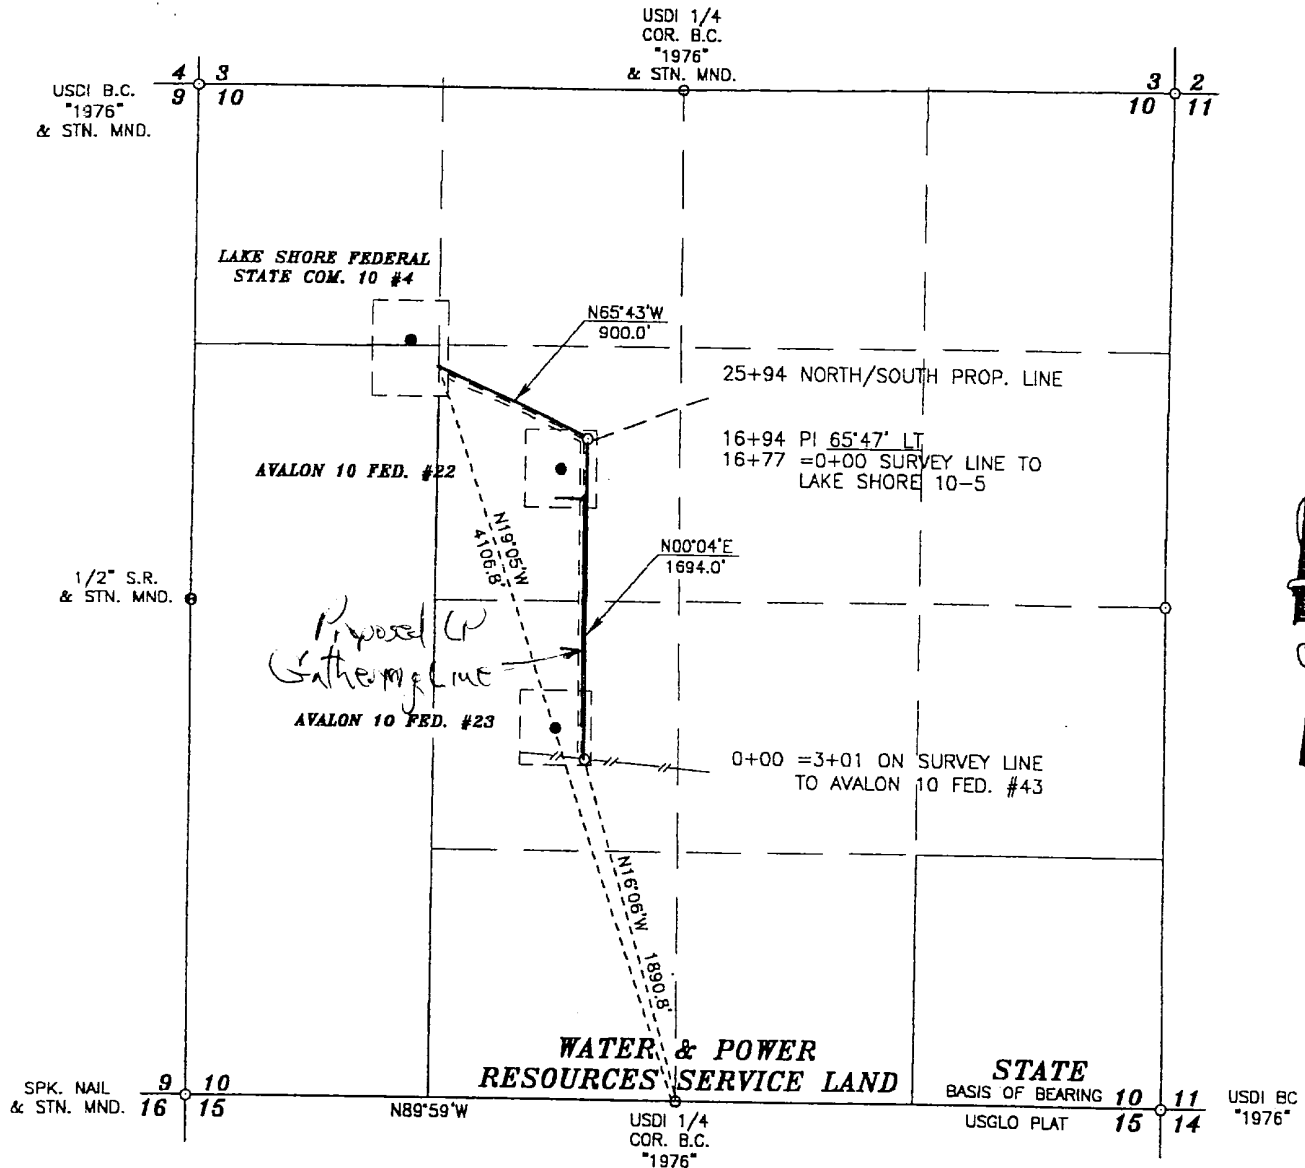 USDI 1/4
COR. B.C.
"1976"
& STN. MND.
4 3
9 10
USDI B.C.
"1976"
& STN. MND.
3 2
10 11
LAKE SHORE FEDERAL
STATE COM. 10 #4
N65°43'W
900.0'
25+94 NORTH/SOUTH PROP. LINE
16+94 PI 65°47' LT
16+77 =0+00 SURVEY LINE TO
LAKE SHORE 10-5
AVALON 10 FED. #22
N19°05'W
4106.8'
N00°04'E
1694.0'
1/2" S.R.
& STN. MND.
Proposed CP
Gathering Line
AVALON 10 FED. #23
0+00 =3+01 ON SURVEY LINE
TO AVALON 10 FED. #43
N16°06'W 1890.8'
WATER & POWER
RESOURCES SERVICE LAND
STATE
BASIS OF BEARING
USGLO PLAT
SPK. NAIL
& STN. MND.
9 10
16 15
N89°59'W
USDI 1/4
COR. B.C.
"1976"
10 11
15 14
USDI BC
"1976"